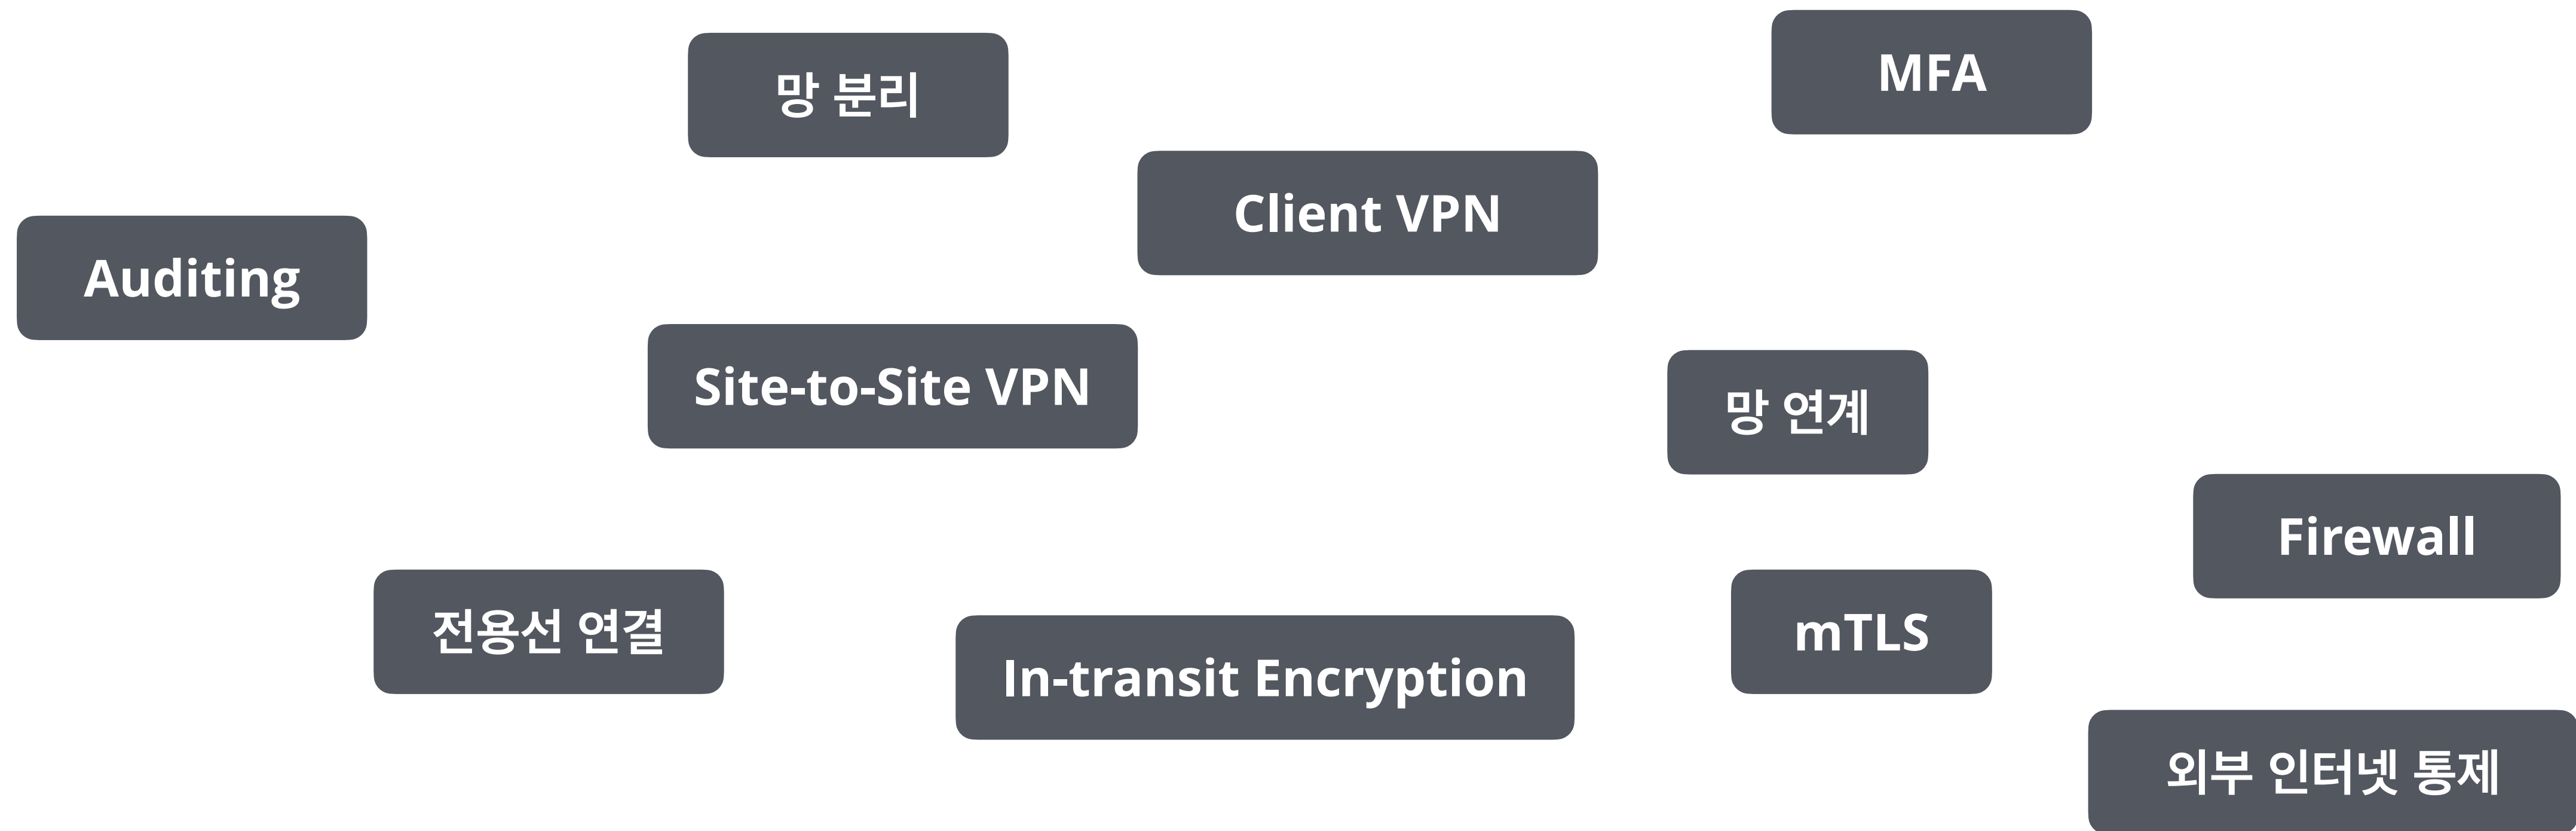 MFA
망 분리
Client VPN
Auditing
Site-to-Site VPN
망 연계
Firewall
전용선 연결
mTLS
In-transit Encryption
외부 인터넷 통제